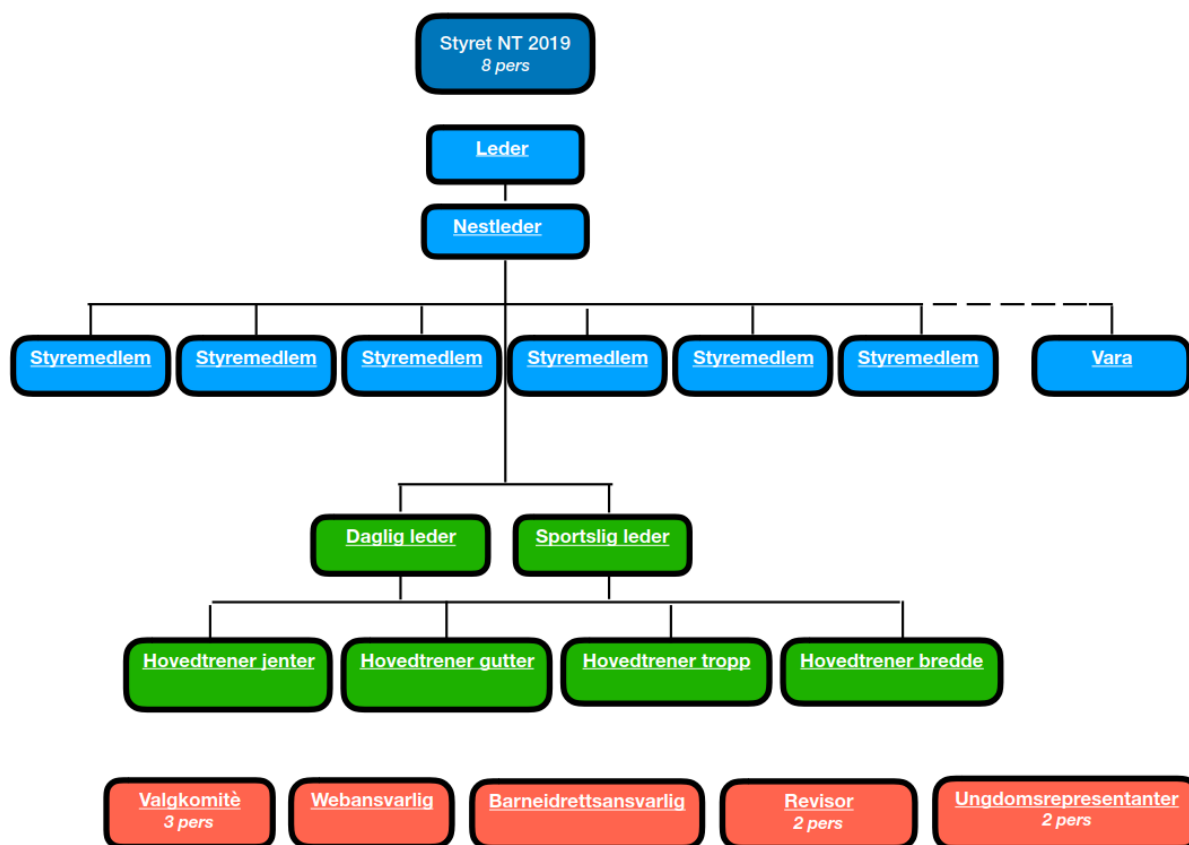 Styret NT 2019
8 pers
Leder
Nestleder
Styremedlem
Styremedlem
Styremedlem
Styremedlem
Styremedlem
Styremedlem
Vara
Daglig leder
Sportslig leder
Hovedtrener jenter
Hovedtrener gutter
Hovedtrener tropp
Hovedtrener bredde
Valgkomitè
3 pers
Webansvarlig
Barneidrettsansvarlig
Revisor
2 pers
Ungdomsrepresentanter
2 pers